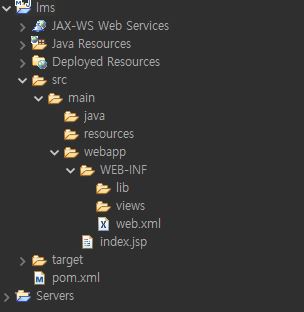 lms
JAX-WS Web Services
Java Resources
Deployed Resources
src
main
java
resources
webapp
WEB-INF
lib
views
web.xml
index.jsp
target
pom.xml
Servers